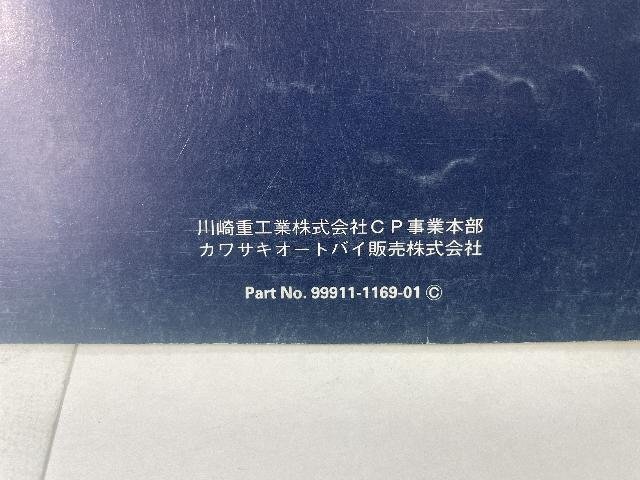 川崎重工業株式会社ＣＰ事業本部
カワサキオートバイ販売株式会社
Part No. 99911-1169-01 ©